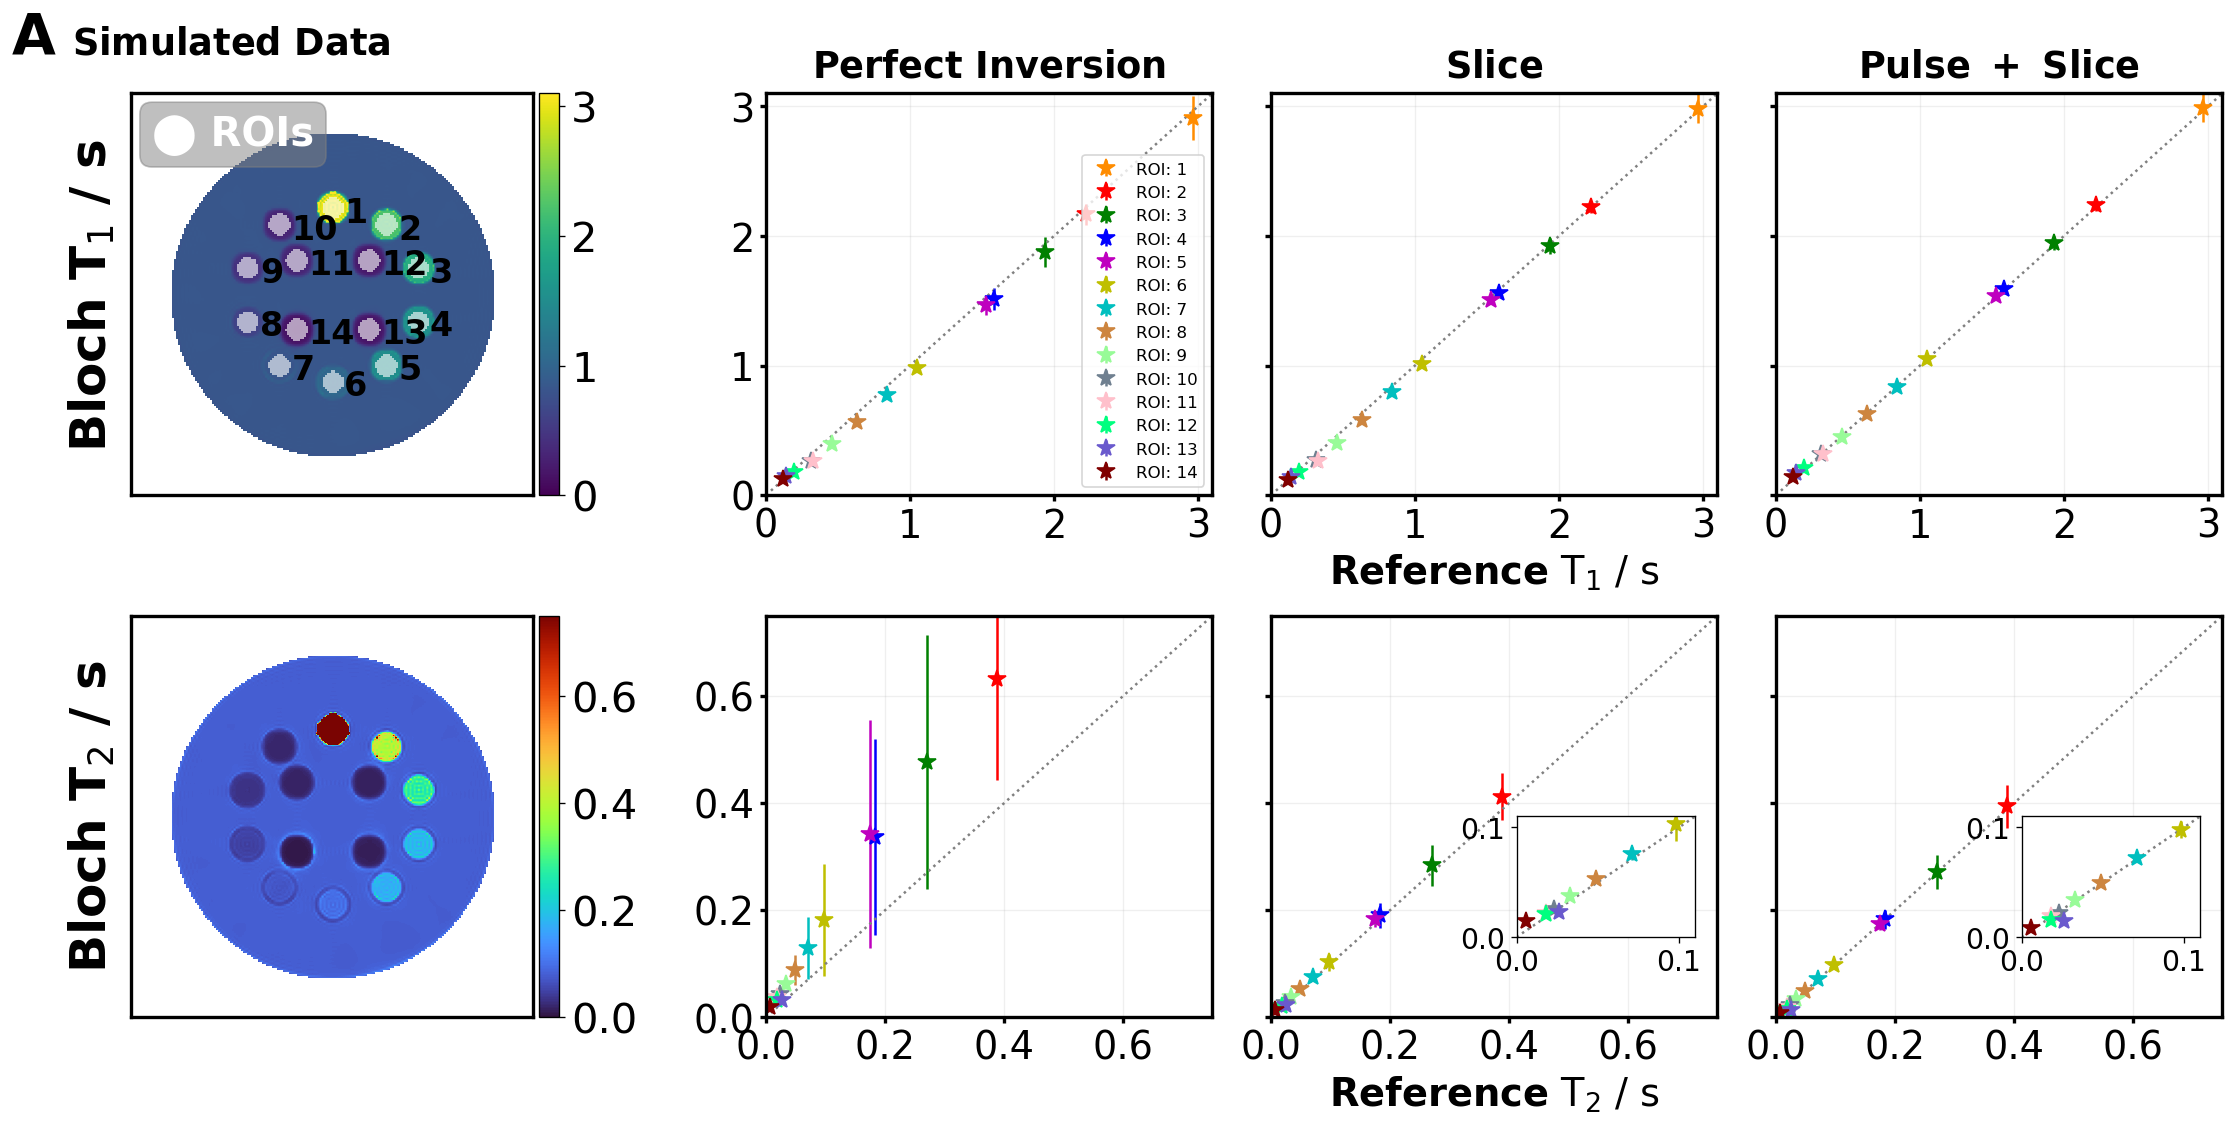 A Simulated Data
Perfect Inversion
Slice
Pulse + Slice
Bloch T1 / s
ROIs
1
10
2
11
12
9
3
8
14
13
4
7
5
6
3
2
1
0
3
2
1
0
0
1
2
3
ROI: 1
ROI: 2
ROI: 3
ROI: 4
ROI: 5
ROI: 6
ROI: 7
ROI: 8
ROI: 9
ROI: 10
ROI: 11
ROI: 12
ROI: 13
ROI: 14
0
1
2
3
0
1
2
3
Reference T1 / s
Bloch T2 / s
0.6
0.4
0.2
0.0
0.6
0.4
0.2
0.0
0.0
0.2
0.4
0.6
0.1
0.0
0.0
0.1
0.0
0.2
0.4
0.6
0.1
0.0
0.0
0.1
0.0
0.2
0.4
0.6
Reference T2 / s